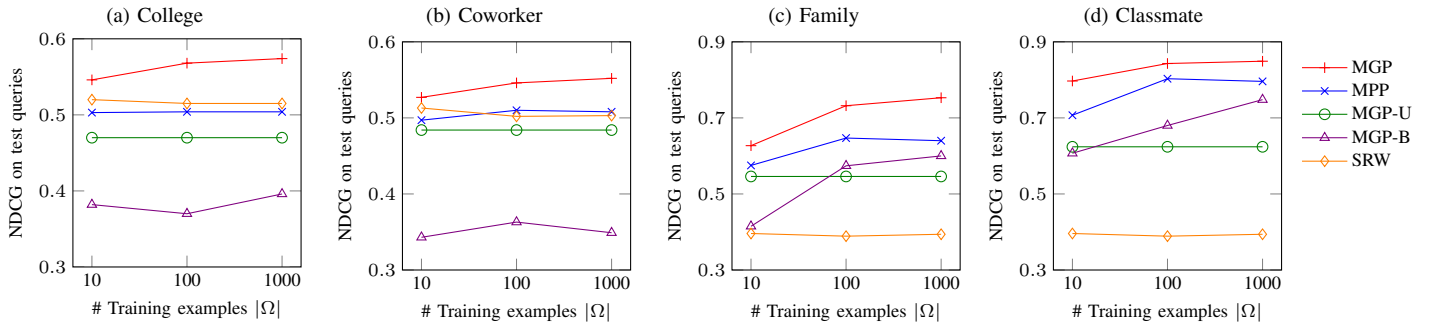 (a) College
NDCG on test queries
0.6
0.5
0.4
0.3
10 100 1000
# Training examples |Ω|
(b) Coworker
NDCG on test queries
0.6
0.5
0.4
0.3
10 100 1000
# Training examples |Ω|
(c) Family
NDCG on test queries
0.9
0.7
0.5
0.3
10 100 1000
# Training examples |Ω|
(d) Classmate
NDCG on test queries
0.9
0.7
0.5
0.3
10 100 1000
# Training examples |Ω|
MGP
MPP
MGP-U
MGP-B
SRW